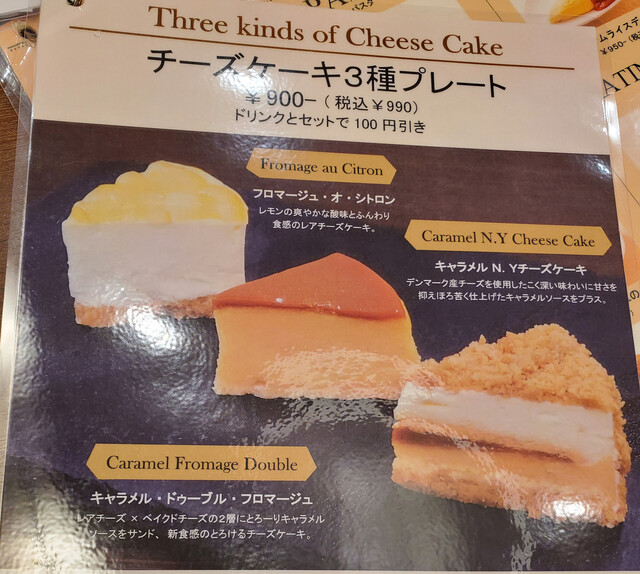 Three kinds of Cheese Cake
チーズケーキ3種プレート
¥900-（税込¥990）
ドリンクとセットで100円引き
Fromage au Citron
フロマージュ・オ・シトロン
レモンの爽やかな酸味とふんわり
食感のレアチーズケーキ。
Caramel N.Y Cheese Cake
キャラメル N. Yチーズケーキ
デンマーク産チーズを使用したこく深い味わいに甘さを
抑えほろ苦く仕上げたキャラメルソースをプラス。
Caramel Fromage Double
キャラメル・ドゥーブル・フロマージュ
レアチーズ × ベイクドチーズの2層にとろーりキャラメル
ソースをサンド、新食感のとろけるチーズケーキ。
ムライス
¥950-